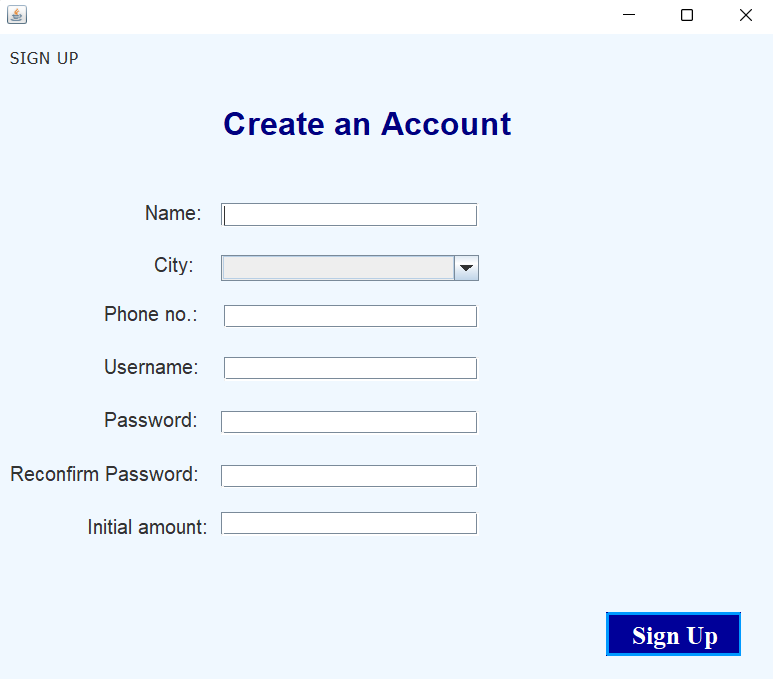 SIGN UP
Create an Account
Name:
City:
Phone no.:
Username:
Password:
Reconfirm Password:
Initial amount:
Sign Up